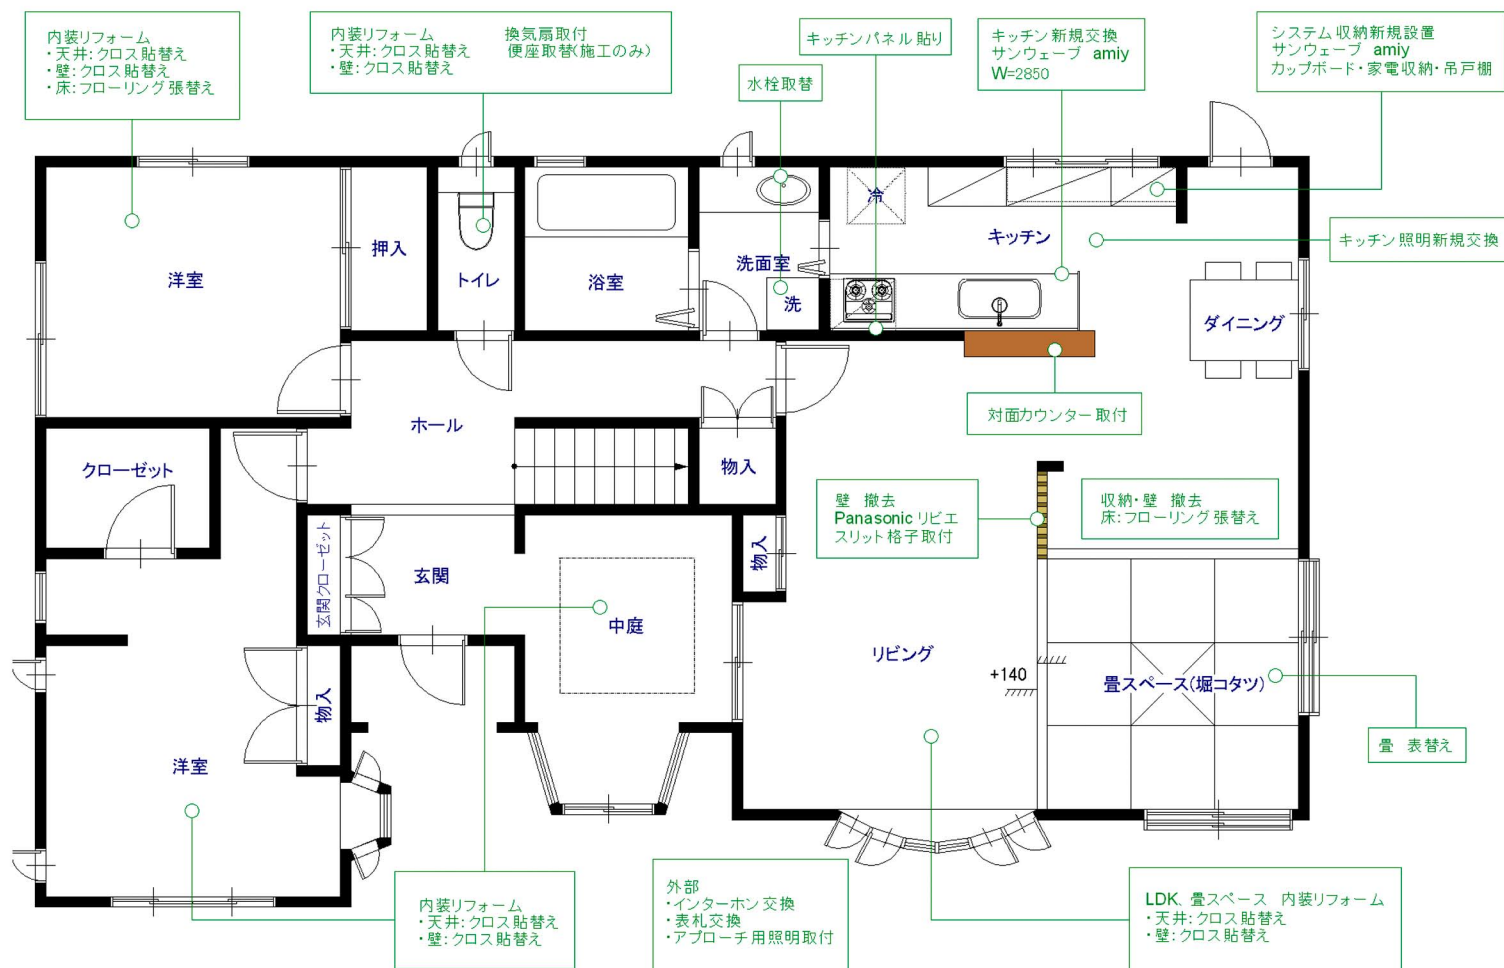 内装リフォーム
・天井:クロス貼替え
・壁:クロス貼替え
・床:フローリング張替え
内装リフォーム 換気扇取付
・天井:クロス貼替え 便座取替(施工のみ)
・壁:クロス貼替え
水栓取替
キッチンパネル貼り
キッチン新規交換
サンウェーブ amiy
W=2850
システム収納新規設置
サンウェーブ amiy
カップボード・家電収納・吊戸棚
キッチン照明新規交換
洋室
押入
トイレ
浴室
洗面室
洗
冷
キッチン
ダイニング
対面カウンター取付
ホール
クローゼット
物入
壁 撤去
Panasonic リビエ
スリット格子取付
収納・壁 撤去
床:フローリング張替え
玄関クローゼット
玄関
物入
中庭
リビング
+140
畳スペース(堀コタツ)
畳 表替え
物入
洋室
内装リフォーム
・天井:クロス貼替え
・壁:クロス貼替え
外部
・インターホン交換
・表札交換
・アプローチ用照明取付
LDK、畳スペース 内装リフォーム
・天井:クロス貼替え
・壁:クロス貼替え